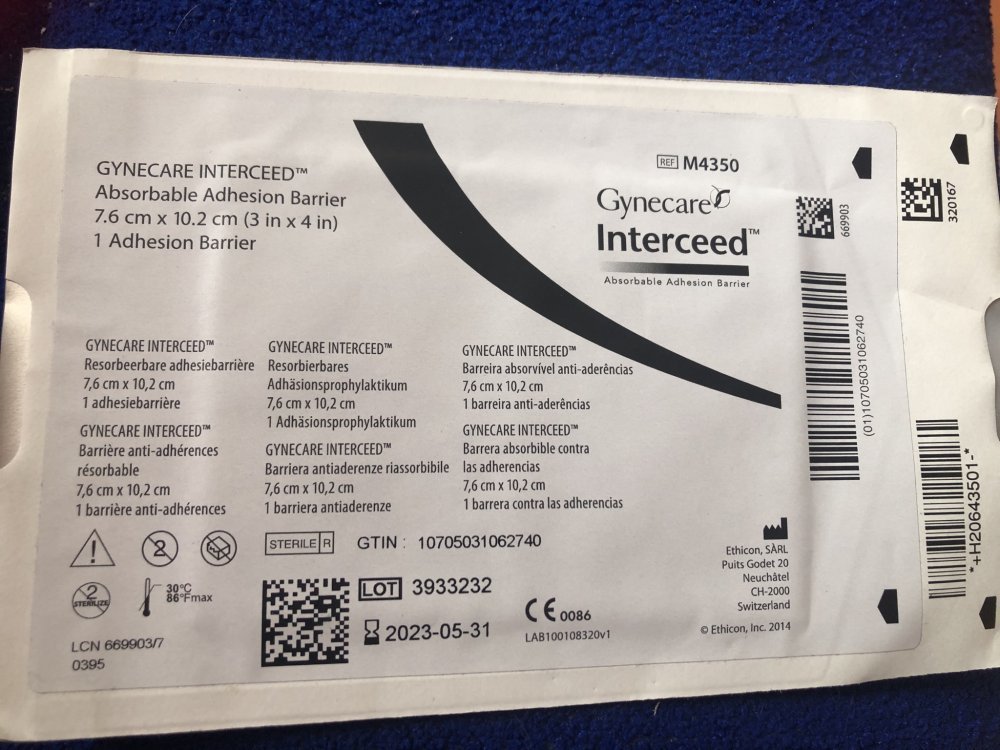 GYNECARE INTERCEED™
Absorbable Adhesion Barrier
7.6 cm x 10.2 cm (3 in x 4 in)
1 Adhesion Barrier
REF M4350
Gynecare
Interceed™
Absorbable Adhesion Barrier
669903
320167
GYNECARE INTERCEED™
Resorbeerbare adhesiebarrière
7,6 cm x 10,2 cm
1 adhesiebarrière
GYNECARE INTERCEED™
Resorbierbares
Adhäsionsprophylaktikum
7,6 cm x 10,2 cm
1 Adhäsionsprophylaktikum
GYNECARE INTERCEED™
Barreira absorvível anti-aderências
7,6 cm x 10,2 cm
1 barreira anti-aderências
GYNECARE INTERCEED™
Barrière anti-adhérences
résorbable
7,6 cm x 10,2 cm
1 barrière anti-adhérences
GYNECARE INTERCEED™
Barriera antiaderenze riassorbibile
7,6 cm x 10,2 cm
1 barriera antiaderenze
GYNECARE INTERCEED™
Barrera absorbible contra
las adherencias
7,6 cm x 10,2 cm
1 barrera contra las adherencias
(01)10705031062740
*+H20643501-*
2
STERILE R
GTIN : 10705031062740
2
STERILIZE
30°C
86°Fmax
LOT 3933232
2023-05-31
CE 0086
LAB100108320v1
LCN 669903/7
0395
Ethicon, SÀRL
Puits Godet 20
Neuchâtel
CH-2000
Switzerland
© Ethicon, Inc. 2014